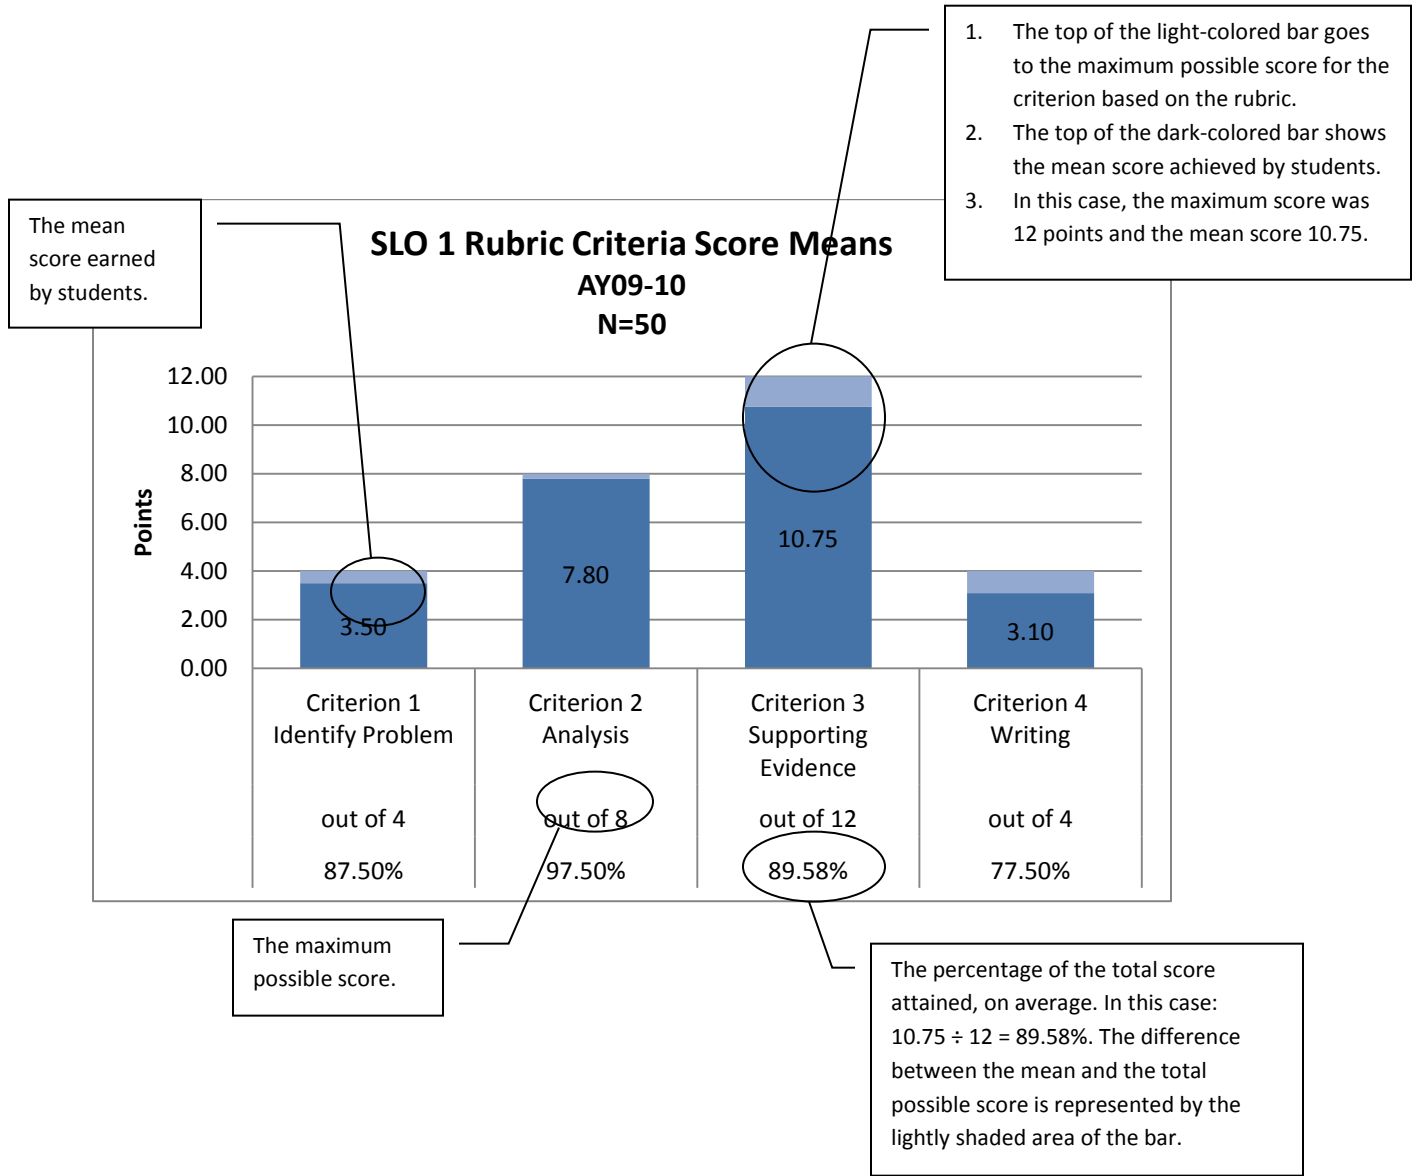 1. The top of the light-colored bar goes
to the maximum possible score for the
criterion based on the rubric.
2. The top of the dark-colored bar shows
the mean score achieved by students.
3. In this case, the maximum score was
12 points and the mean score 10.75.
The mean
score earned
by students.
SLO 1 Rubric Criteria Score Means
AY09-10
N=50
Points
12.00
10.00
8.00
6.00
4.00
2.00
0.00
3.50
7.80
10.75
3.10
Criterion 1
Identify Problem
out of 4
87.50%
Criterion 2
Analysis
out of 8
97.50%
Criterion 3
Supporting
Evidence
out of 12
89.58%
Criterion 4
Writing
out of 4
77.50%
The maximum
possible score.
The percentage of the total score
attained, on average. In this case:
10.75 ÷ 12 = 89.58%. The difference
between the mean and the total
possible score is represented by the
lightly shaded area of the bar.